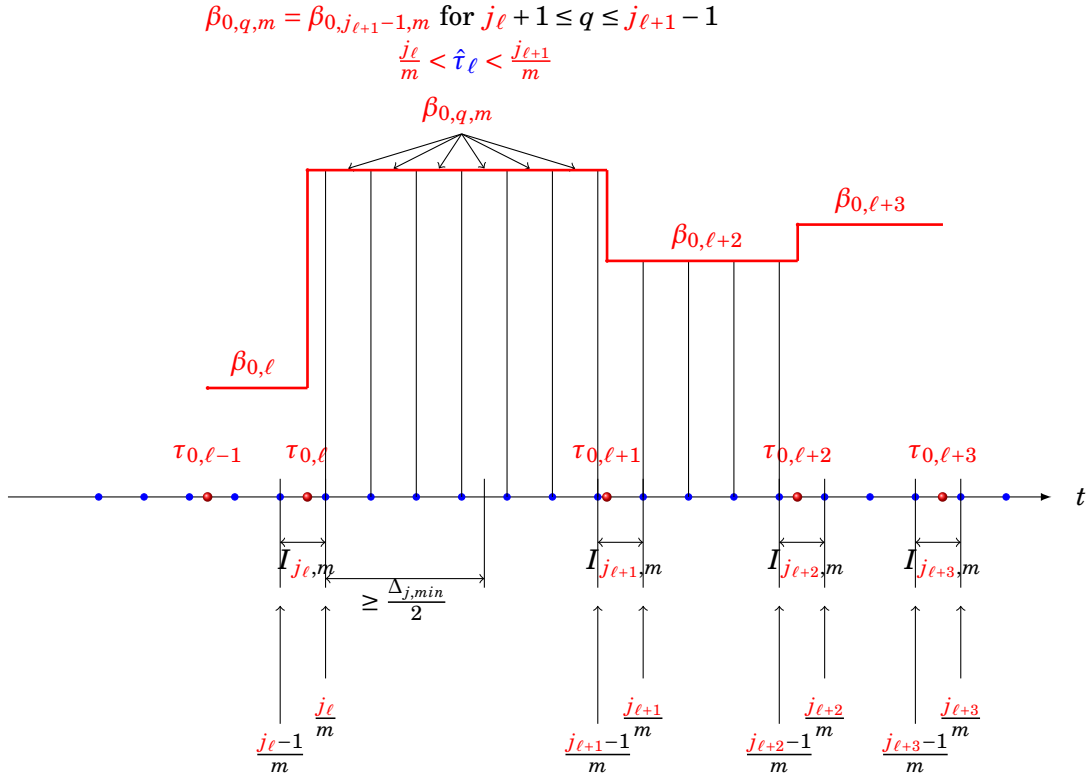 β_{0,q,m} = β_{0,j_{ℓ+1}−1,m} for j_ℓ + 1 ≤ q ≤ j_{ℓ+1} − 1
j_ℓ/m < τ̂_ℓ < j_{ℓ+1}/m
β_{0,q,m}
β_{0,ℓ+3}
β_{0,ℓ+2}
β_{0,ℓ}
τ_{0,ℓ−1} τ_{0,ℓ} τ_{0,ℓ+1} τ_{0,ℓ+2} τ_{0,ℓ+3}
t
I_{j_ℓ,m} I_{j_{ℓ+1},m} I_{j_{ℓ+2},m} I_{j_{ℓ+3},m}
≥ Δ_{j,min}/2
j_ℓ/m j_{ℓ+1}/m j_{ℓ+2}/m j_{ℓ+3}/m
j_ℓ−1/m j_{ℓ+1}−1/m j_{ℓ+2}−1/m j_{ℓ+3}−1/m